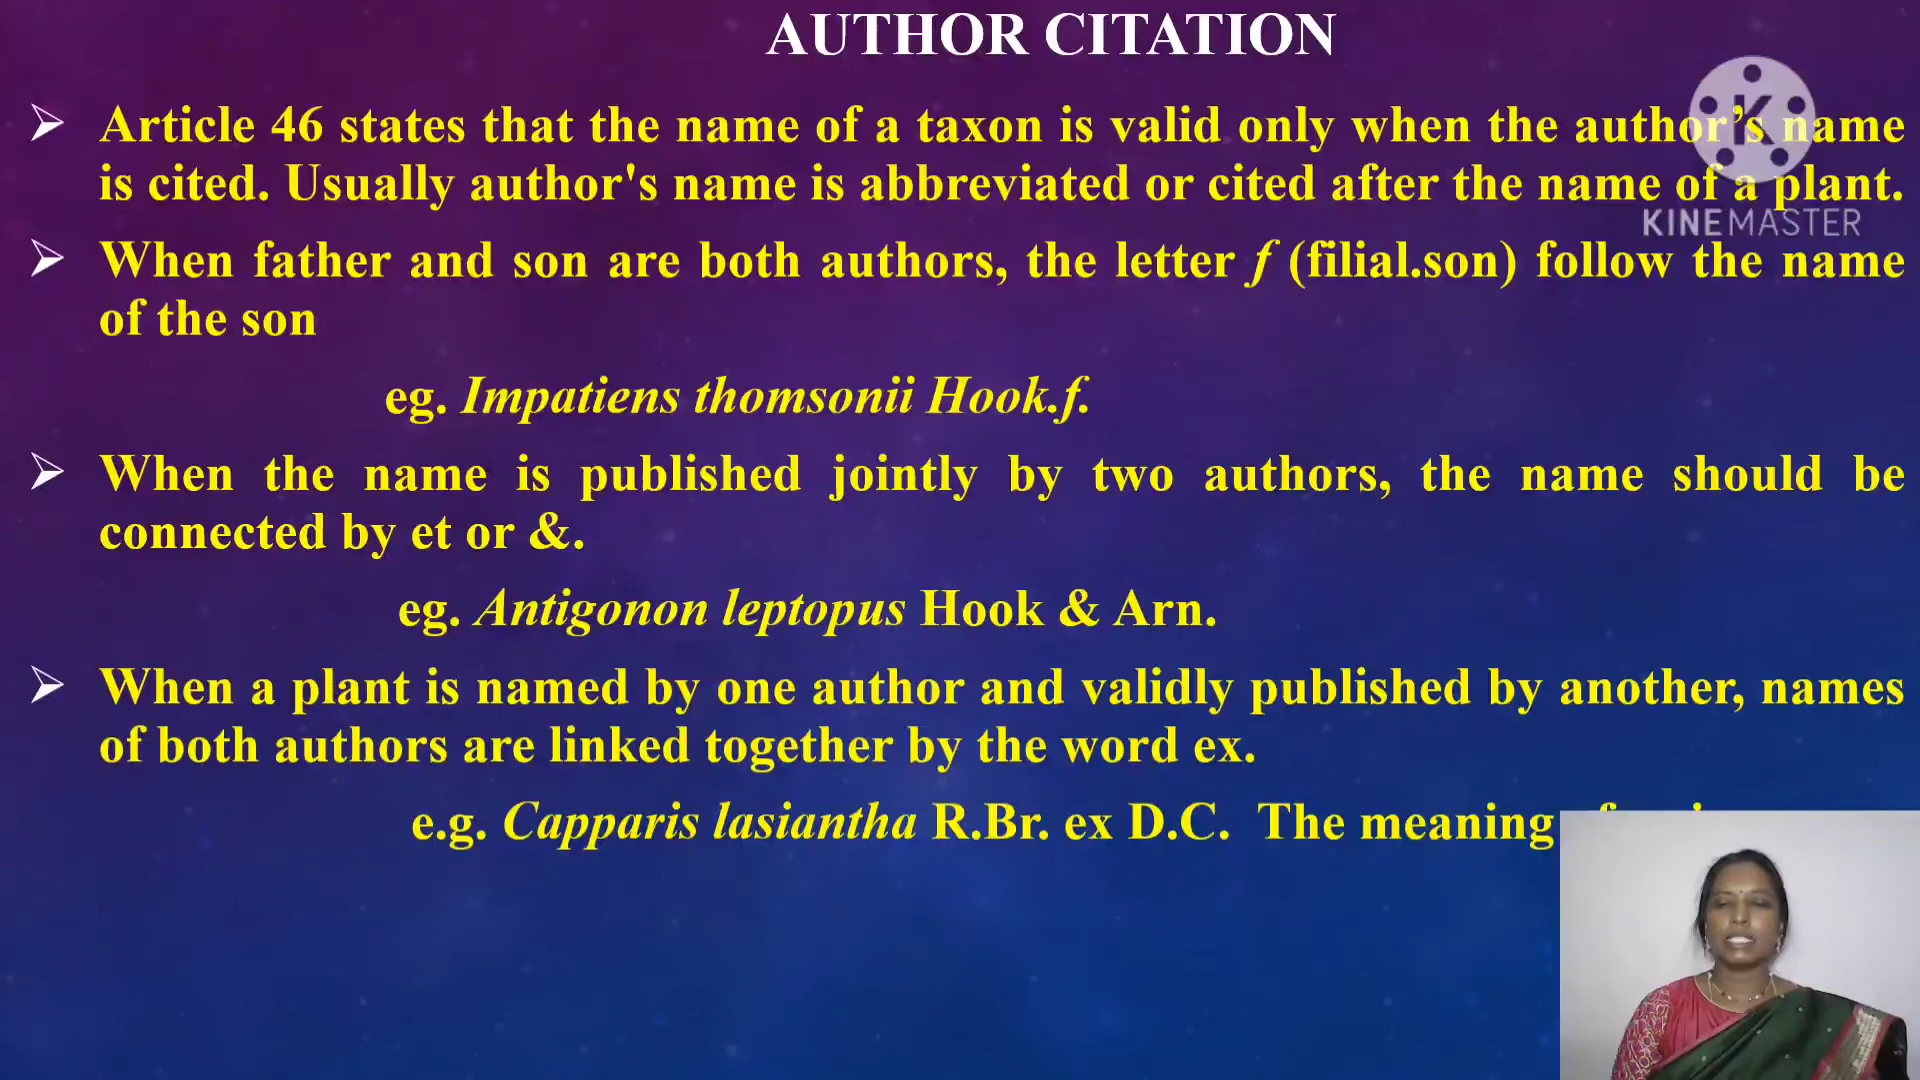 AUTHOR CITATION
Article 46 states that the name of a taxon is valid only when the author’s name
is cited. Usually author's name is abbreviated or cited after the name of a plant.
KINEMASTER
When father and son are both authors, the letter f (filial.son) follow the name
of the son
eg. Impatiens thomsonii Hook.f.
When the name is published jointly by two authors, the name should be
connected by et or &.
eg. Antigonon leptopus Hook & Arn.
When a plant is named by one author and validly published by another, names
of both authors are linked together by the word ex.
e.g. Capparis lasiantha R.Br. ex D.C. The meaning